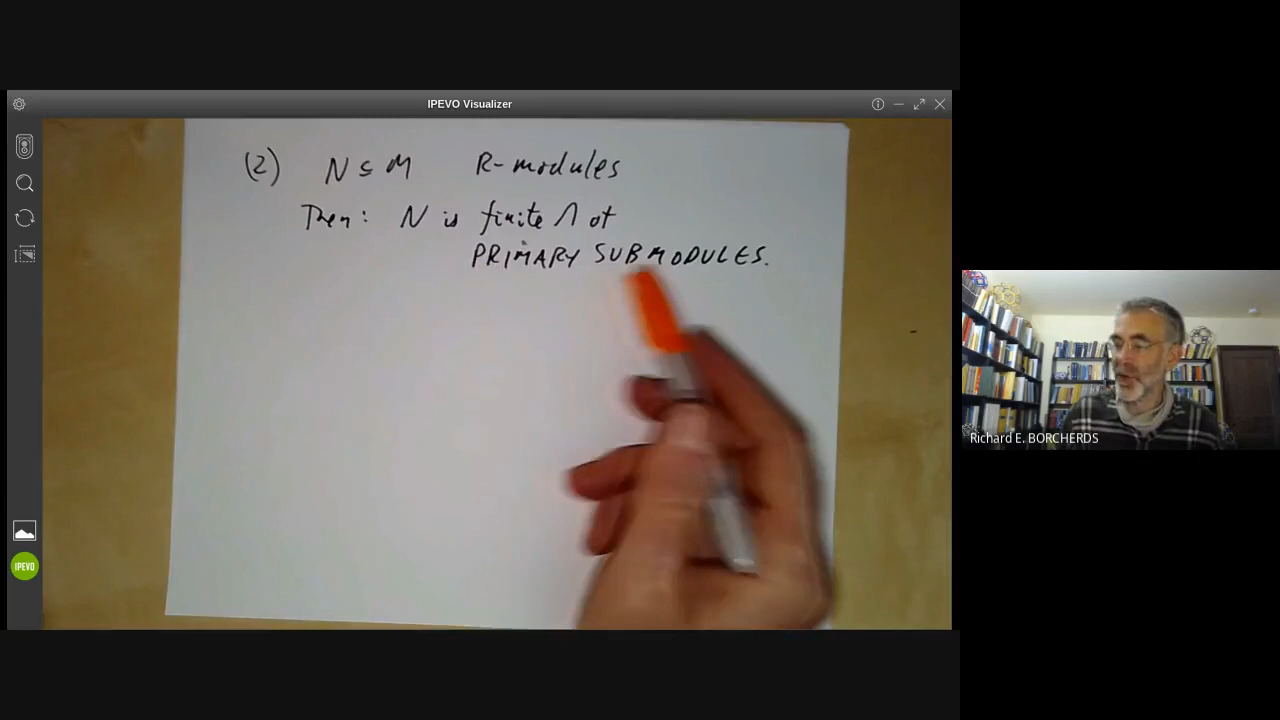 IPEVO Visualizer
(2) N ⊆ M R-modules
Then: N is finite ∩ of
PRIMARY SUBMODULES.
IPEVO
Richard E. BORCHERDS